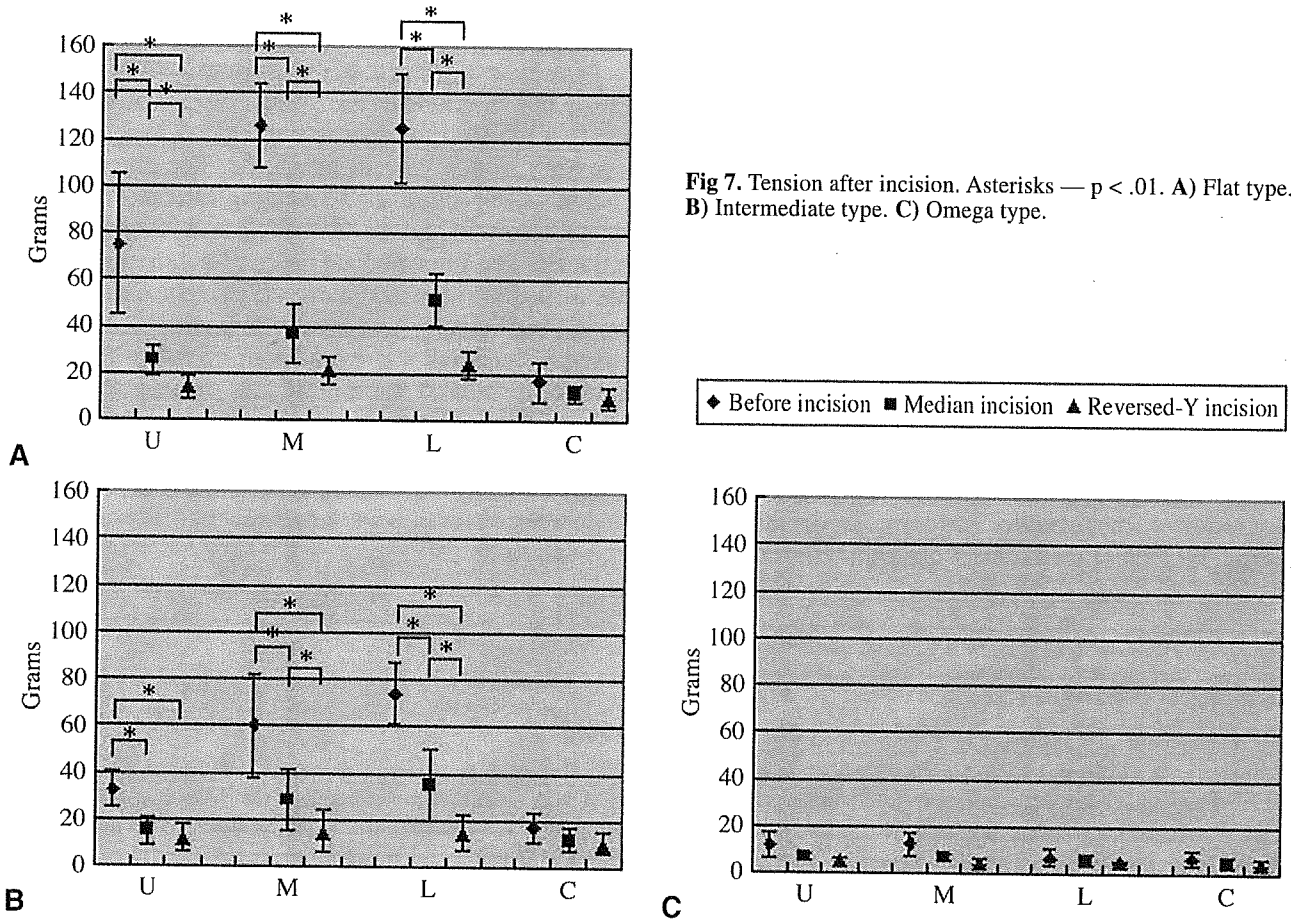 160
140
120
100
80
60
40
20
0
Grams
* * *
* * *
* * *
U M L C
A
Fig 7. Tension after incision. Asterisks — p < .01. A) Flat type.
B) Intermediate type. C) Omega type.
Before incision Median incision Reversed-Y incision
160
140
120
100
80
60
40
20
0
Grams
* *
* * *
* * *
U M L C
B
160
140
120
100
80
60
40
20
0
Grams
U M L C
C